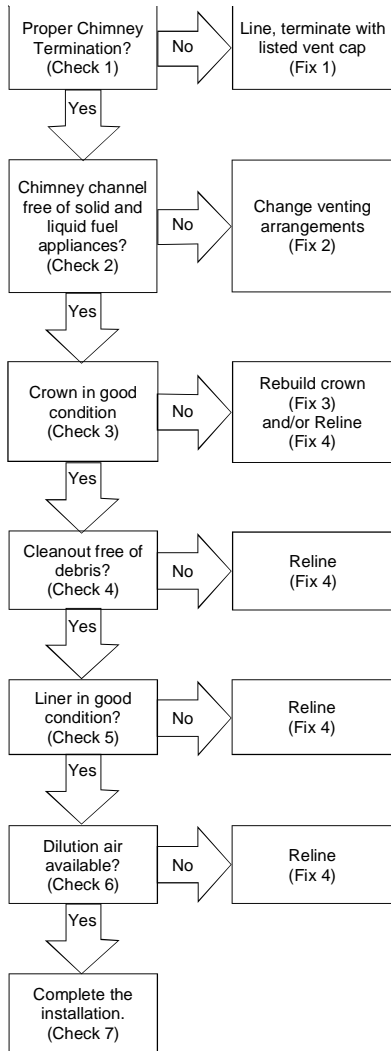 Proper Chimney
Termination?
(Check 1)
No
Line, terminate with
listed vent cap
(Fix 1)
Yes
Chimney channel
free of solid and
liquid fuel
appliances?
(Check 2)
No
Change venting
arrangements
(Fix 2)
Yes
Crown in good
condition
(Check 3)
No
Rebuild crown
(Fix 3)
and/or Reline
(Fix 4)
Yes
Cleanout free of
debris?
(Check 4)
No
Reline
(Fix 4)
Yes
Liner in good
condition?
(Check 5)
No
Reline
(Fix 4)
Yes
Dilution air
available?
(Check 6)
No
Reline
(Fix 4)
Yes
Complete the
installation.
(Check 7)